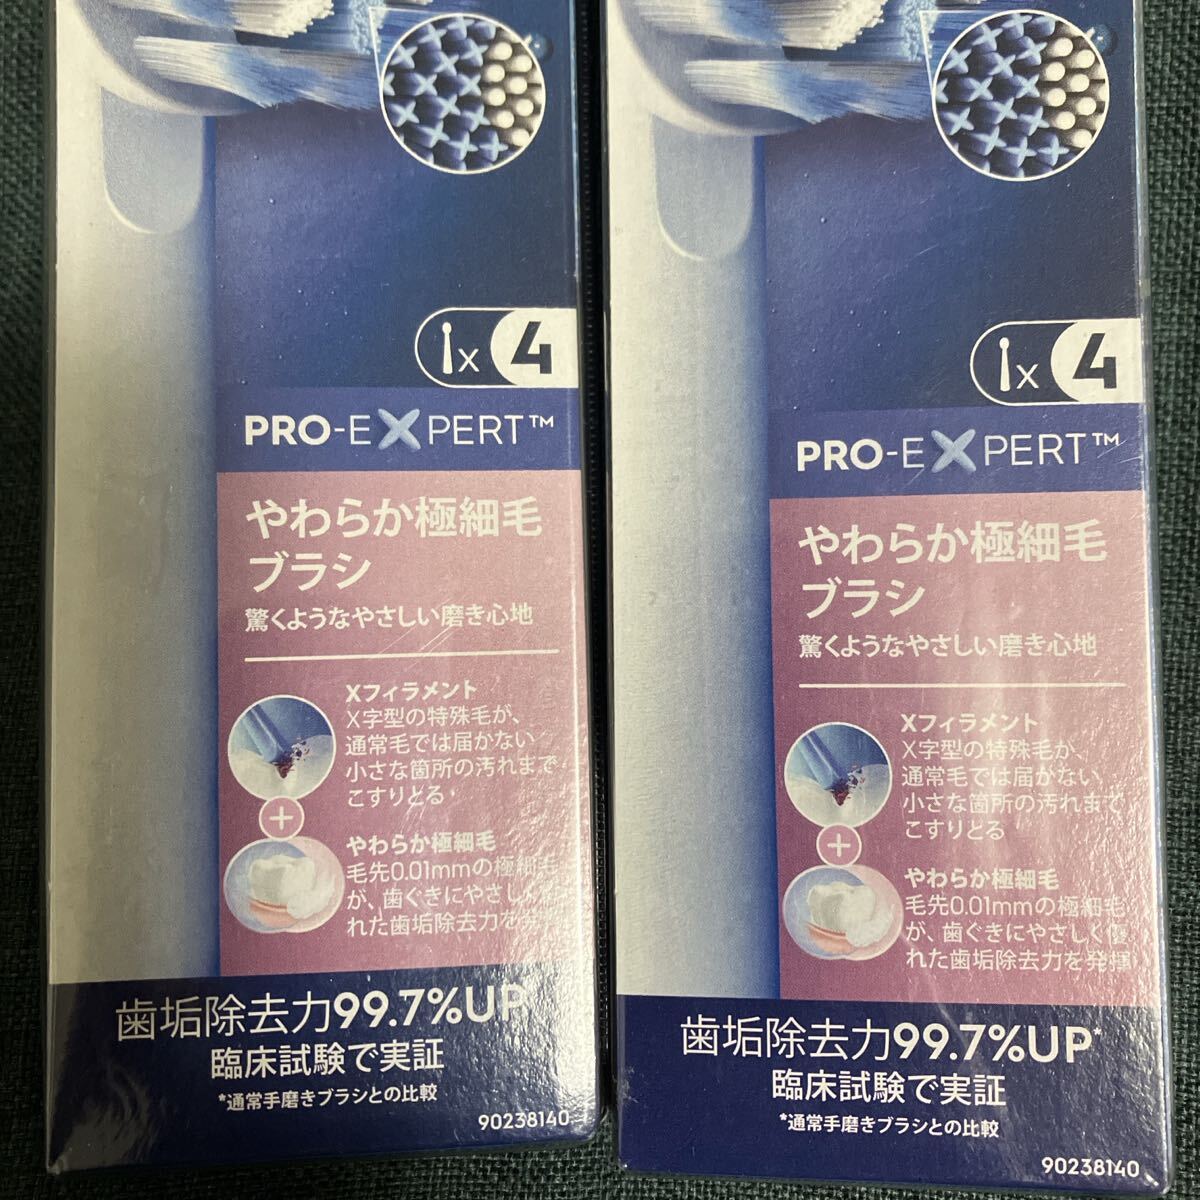 x 4
PRO-EXPERT™
やわらか極細毛
ブラシ
驚くようなやさしい磨き心地
Xフィラメント
X字型の特殊毛が、
通常毛では届かない
小さな箇所の汚れまで
こすりとる
+
やわらか極細毛
毛先0.01mmの極細毛
が、歯ぐきにやさしく
れた歯垢除去力を
歯垢除去力99.7%UP
臨床試験で実証
*通常手磨きブラシとの比較
90238140
x 4
PRO-EXPERT™
やわらか極細毛
ブラシ
驚くようなやさしい磨き心地
Xフィラメント
X字型の特殊毛が、
通常毛では届かない
小さな箇所の汚れまで
こすりとる
+
やわらか極細毛
毛先0.01mmの極細毛
が、歯ぐきにやさしく優
れた歯垢除去力を発揮
歯垢除去力99.7%UP*
臨床試験で実証
*通常手磨きブラシとの比較
90238140